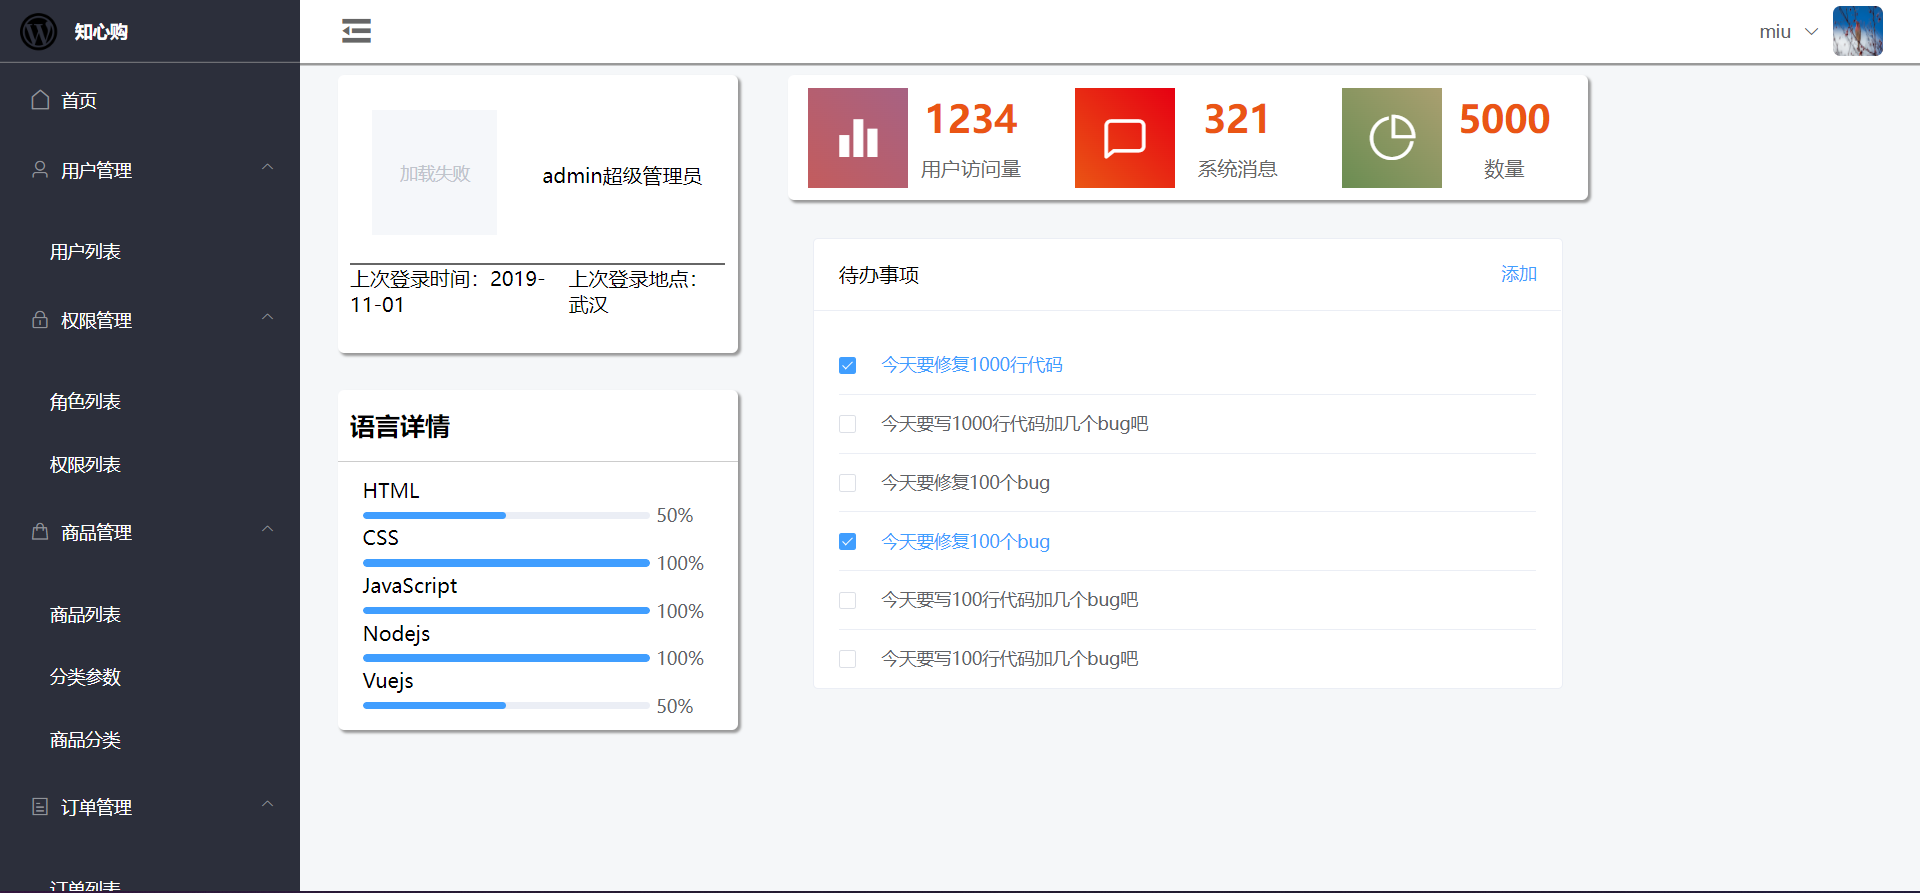 知心购
首页
用户管理
用户列表
权限管理
角色列表
权限列表
商品管理
商品列表
分类参数
商品分类
订单管理
订单列表
miu
加载失败
admin超级管理员
上次登录时间：2019-
11-01
上次登录地点：
武汉
语言详情
HTML
50%
CSS
100%
JavaScript
100%
Nodejs
100%
Vuejs
50%
1234
用户访问量
321
系统消息
5000
数量
待办事项
添加
今天要修复1000行代码
今天要写1000行代码加几个bug吧
今天要修复100个bug
今天要修复100个bug
今天要写100行代码加几个bug吧
今天要写100行代码加几个bug吧